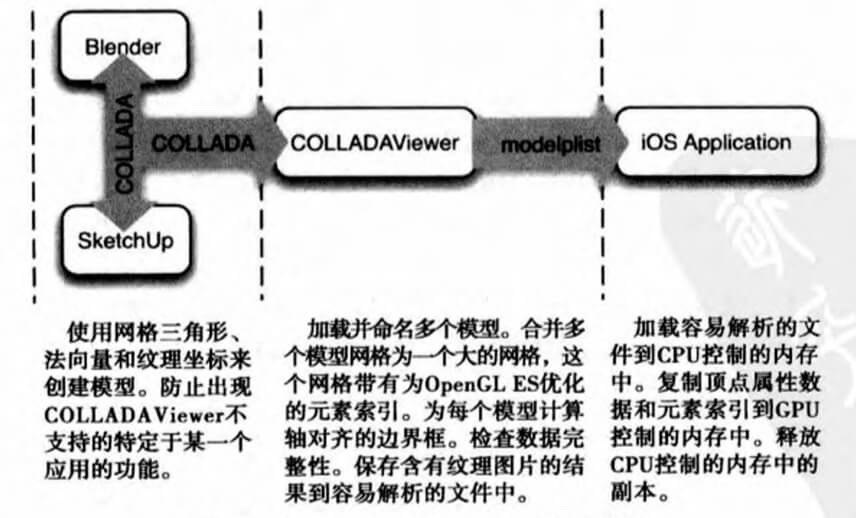 Blender
COLLADA
COLLADA
COLLADAViewer
modelplist
iOS Application
SketchUp
使用网格三角形、
法向量和纹理坐标来
创建模型。防止出现
COLLADAViewer不
支持的特定于某一个
应用的功能。
加载并命名多个模型。合并多
个模型网格为一个大的网格，这
个网格带有为OpenGL ES优化
的元素索引。为每个模型计算
轴对齐的边界框。检查数据完
整性。保存含有纹理图片的结
果到容易解析的文件中。
加载容易解析的文
件到CPU控制的内存
中。复制顶点属性数
据和元素索引到GPU
控制的内存中。释放
CPU控制的内存中的
副本。